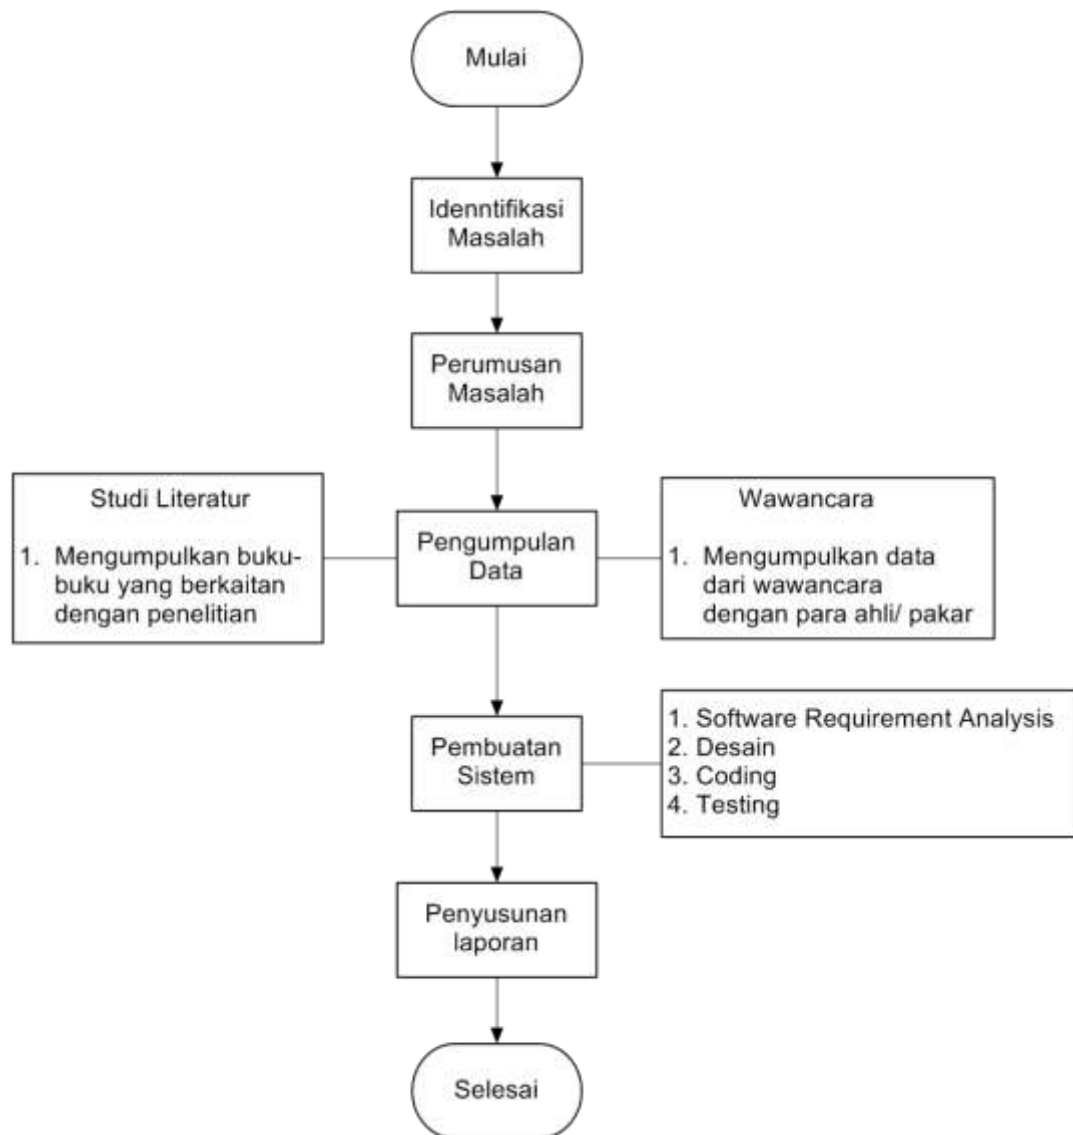 Mulai
Idenntifikasi
Masalah
Perumusan
Masalah
Studi Literatur
1. Mengumpulkan buku-
buku yang berkaitan
dengan penelitian
Pengumpulan
Data
Wawancara
1. Mengumpulkan data
dari wawancara
dengan para ahli/ pakar
Pembuatan
Sistem
1. Software Requirement Analysis
2. Desain
3. Coding
4. Testing
Penyusunan
laporan
Selesai